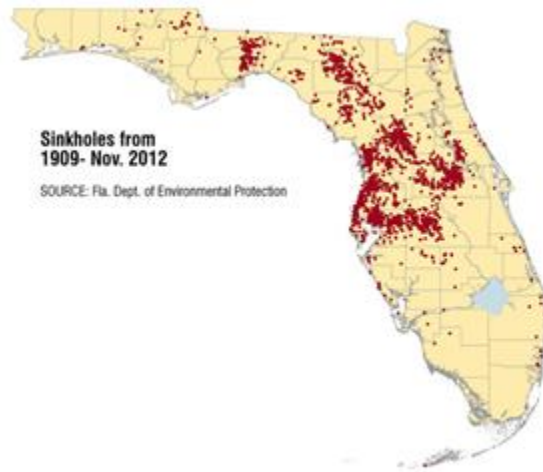 Sinkholes from
1909- Nov. 2012
SOURCE: Fla. Dept. of Environmental Protection